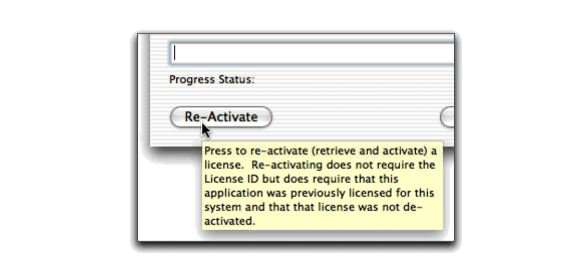 Progress Status:
Re-Activate
Press to re-activate (retrieve and activate) a
license.  Re-activating does not require the
License ID but does require that this
application was previously licensed for this
system and that that license was not de-
activated.